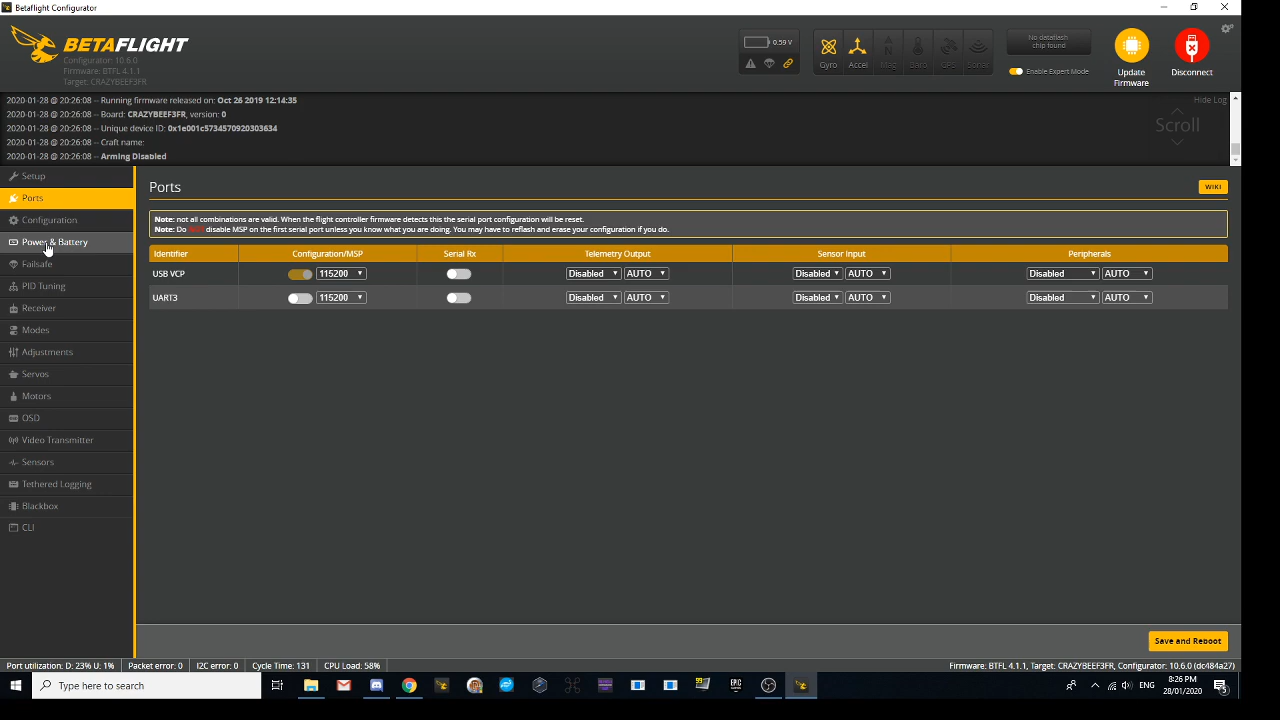 Betaflight Configurator
BETAFLIGHT
Configurator: 10.6.0
Firmware: BTFL 4.1.1
Target: CRAZYBEEF3FR
0.59 V
Gyro
Accel
Mag
Baro
GPS
Sonar
No dataflash
chip found
Enable Expert Mode
Update
Firmware
Disconnect
2020-01-28 @ 20:26:08 -- Running firmware released on: Oct 26 2019 12:14:35
2020-01-28 @ 20:26:08 -- Board: CRAZYBEEF3FR, version: 0
2020-01-28 @ 20:26:08 -- Unique device ID: 0x1e001c5734570920303634
2020-01-28 @ 20:26:08 -- Craft name:
2020-01-28 @ 20:26:08 -- Arming Disabled
Hide Log
Scroll
Setup
Ports
Configuration
Power & Battery
Failsafe
PID Tuning
Receiver
Modes
Adjustments
Servos
Motors
OSD
Video Transmitter
Sensors
Tethered Logging
Blackbox
CLI
Ports
WIKI
Note: not all combinations are valid. When the flight controller firmware detects this the serial port configuration will be reset.
Note: Do NOT disable MSP on the first serial port unless you know what you are doing. You may have to reflash and erase your configuration if you do.
Identifier Configuration/MSP Serial Rx Telemetry Output Sensor Input Peripherals
USB VCP 115200 Disabled AUTO Disabled AUTO Disabled AUTO
UART3 115200 Disabled AUTO Disabled AUTO Disabled AUTO
Save and Reboot
Port utilization: D: 23% U: 1% Packet error: 0 I2C error: 0 Cycle Time: 131 CPU Load: 58%
Firmware: BTFL 4.1.1, Target: CRAZYBEEF3FR, Configurator: 10.6.0 (dc484a27)
Type here to search
EPIC
ENG
8:26 PM
28/01/2020